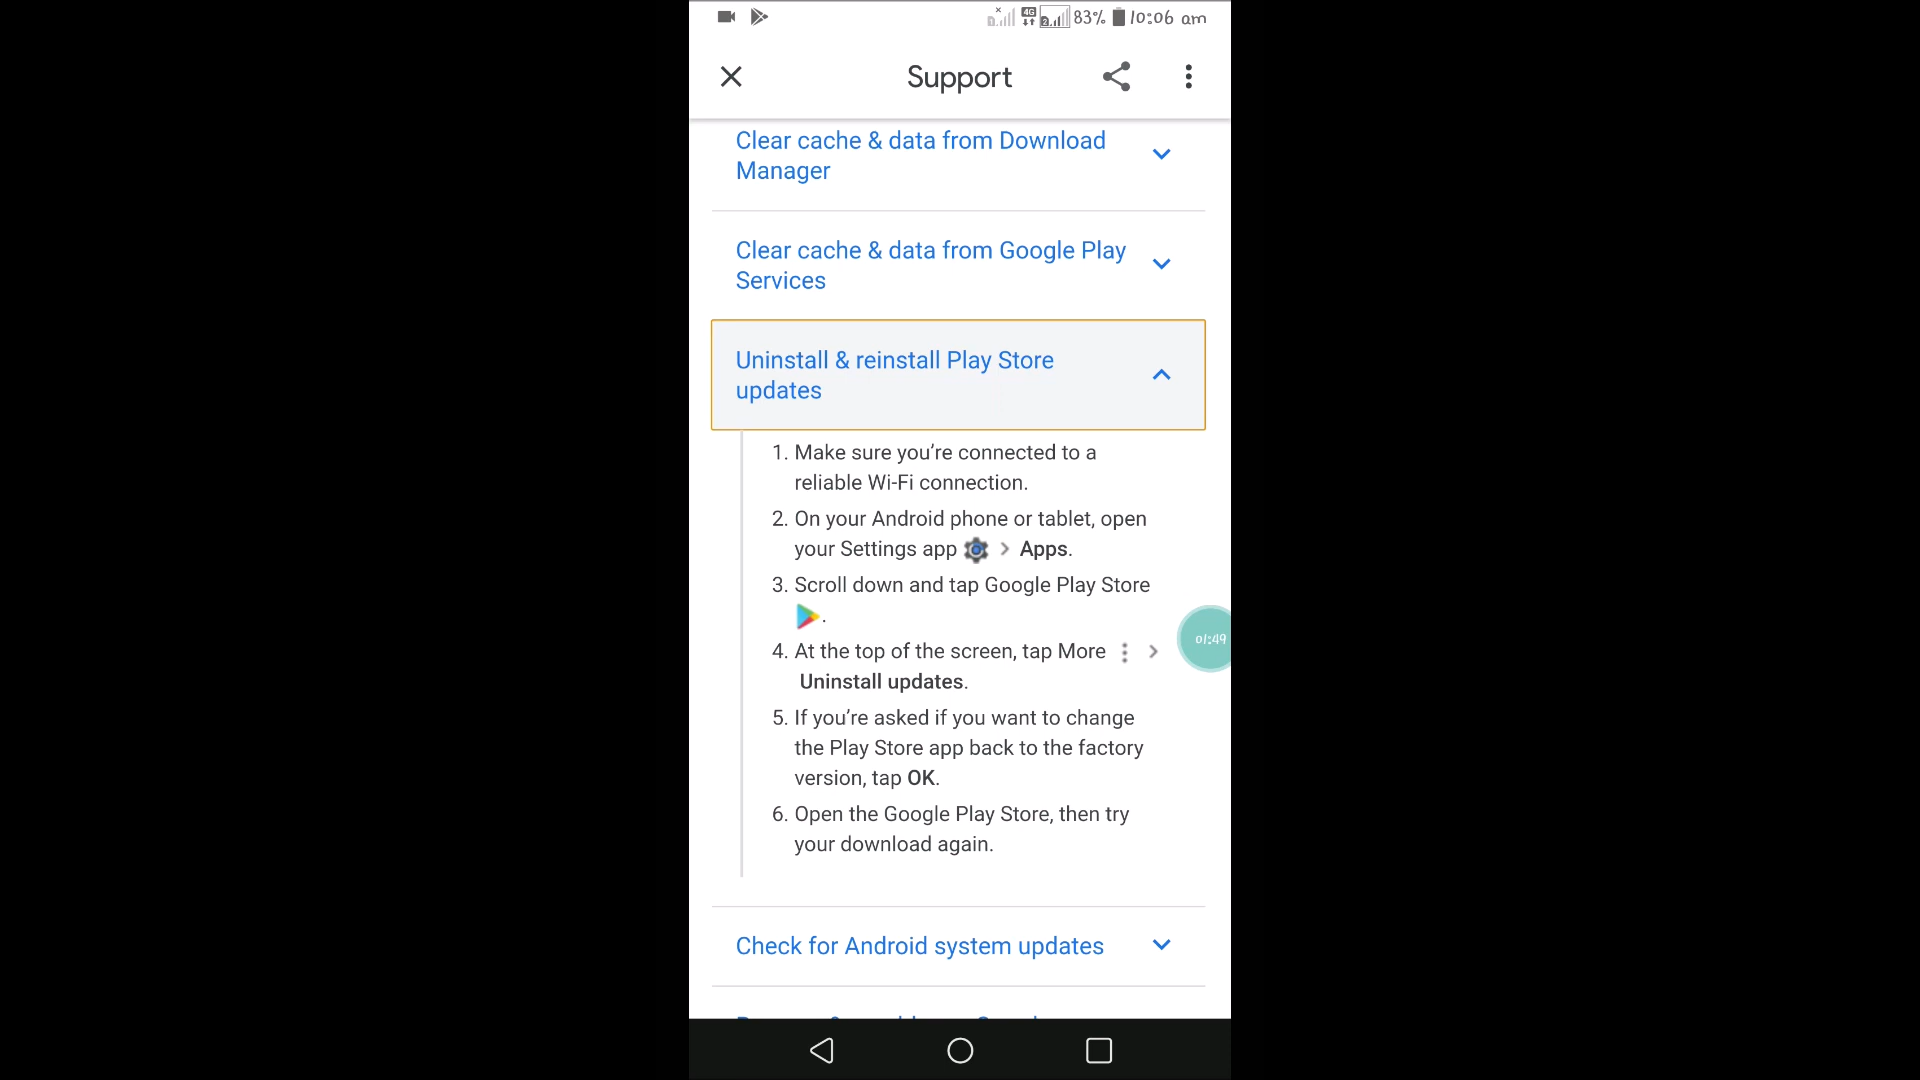 4G
83% 10:06 am
Support
Clear cache & data from Download
Manager
Clear cache & data from Google Play
Services
Uninstall & reinstall Play Store
updates
1. Make sure you’re connected to a
reliable Wi-Fi connection.
2. On your Android phone or tablet, open
your Settings app > Apps.
3. Scroll down and tap Google Play Store
.
4. At the top of the screen, tap More >
Uninstall updates.
01:49
5. If you’re asked if you want to change
the Play Store app back to the factory
version, tap OK.
6. Open the Google Play Store, then try
your download again.
Check for Android system updates